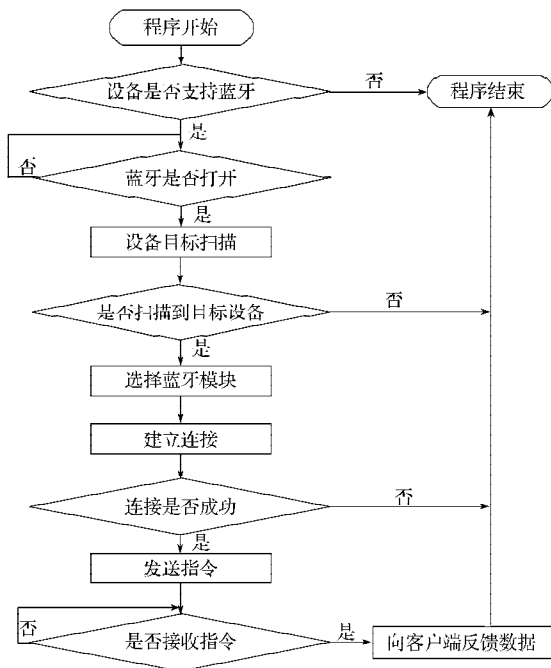 程序开始
设备是否支持蓝牙
否
程序结束
是
否
蓝牙是否打开
是
设备目标扫描
是否扫描到目标设备
否
是
选择蓝牙模块
建立连接
连接是否成功
否
是
发送指令
否
是否接收指令
是
向客户端反馈数据